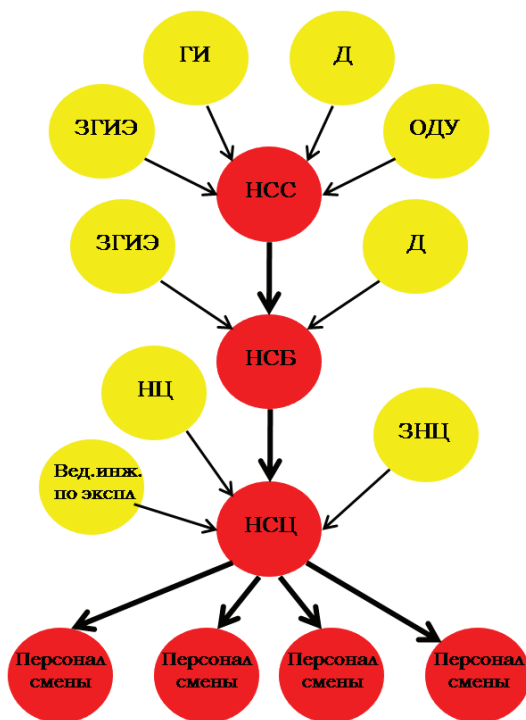 ГИ
Д
ЗГИЭ
ОДУ
НСС
ЗГИЭ
Д
НСБ
НЦ
ЗНЦ
Вед.инж.
по экспл
НСЦ
Персонал
смены
Персонал
смены
Персонал
смены
Персонал
смены